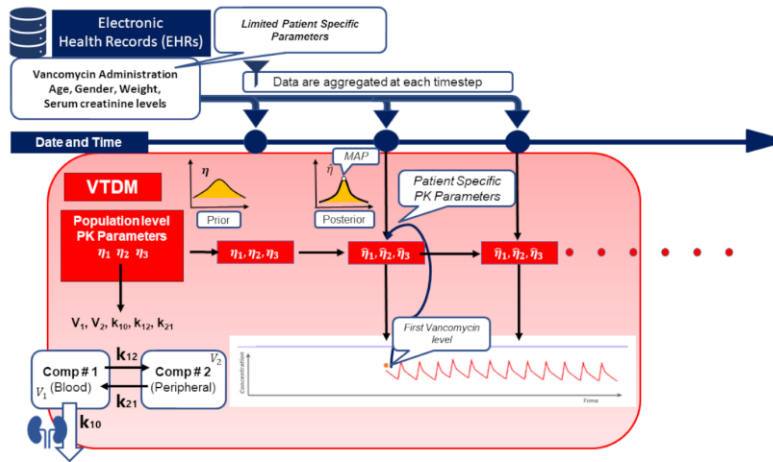 Electronic
Health Records (EHRs)
Limited Patient Specific
Parameters
Vancomycin Administration
Age, Gender, Weight,
Serum creatinine levels
Data are aggregated at each timestep
Date and Time
VTDM
η
Prior
η̂
MAP
Posterior
Patient Specific
PK Parameters
Population level
PK Parameters
η₁ η₂ η₃
η₁, η₂, η₃
η̂₁, η̂₂, η̂₃
η̂₁, η̂₂, η̂₃
V₁, V₂, k₁₀, k₁₂, k₂₁
First Vancomycin
level
Concentration
Time
Comp # 1
(Blood)
V₁
k₁₂
k₂₁
V₂
Comp # 2
(Peripheral)
k₁₀